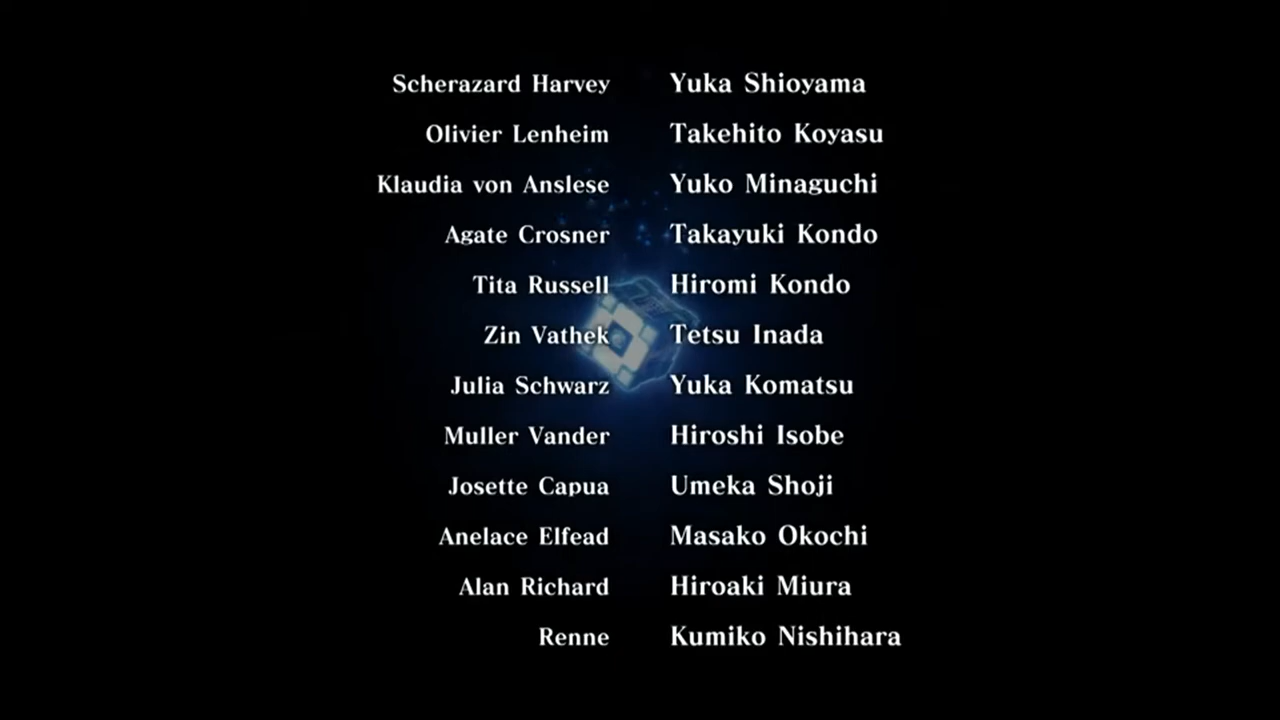 Scherazard Harvey Yuka Shioyama
Olivier Lenheim Takehito Koyasu
Klaudia von Anslese Yuko Minaguchi
Agate Crosner Takayuki Kondo
Tita Russell Hiromi Kondo
Zin Vathek Tetsu Inada
Julia Schwarz Yuka Komatsu
Muller Vander Hiroshi Isobe
Josette Capua Umeka Shoji
Anelace Elfead Masako Okochi
Alan Richard Hiroaki Miura
Renne Kumiko Nishihara